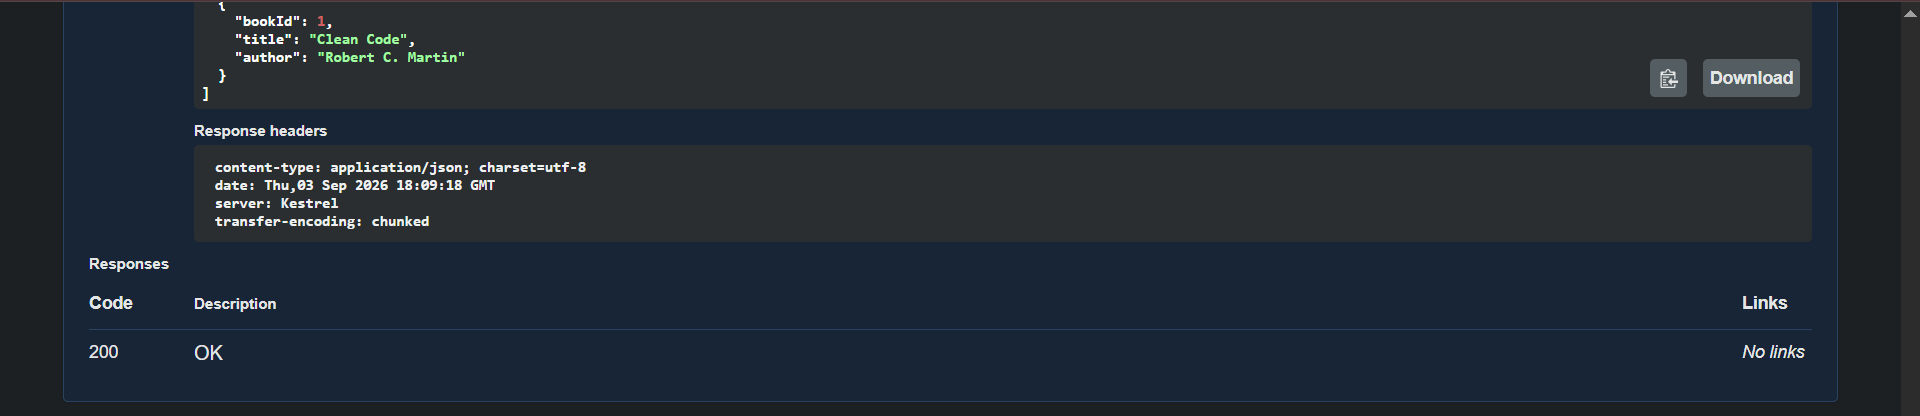 {
"bookId": 1,
"title": "Clean Code",
"author": "Robert C. Martin"
}
]
Download
Response headers
content-type: application/json; charset=utf-8
date: Thu,03 Sep 2026 18:09:18 GMT
server: Kestrel
transfer-encoding: chunked
Responses
Code Description Links
200 OK No links